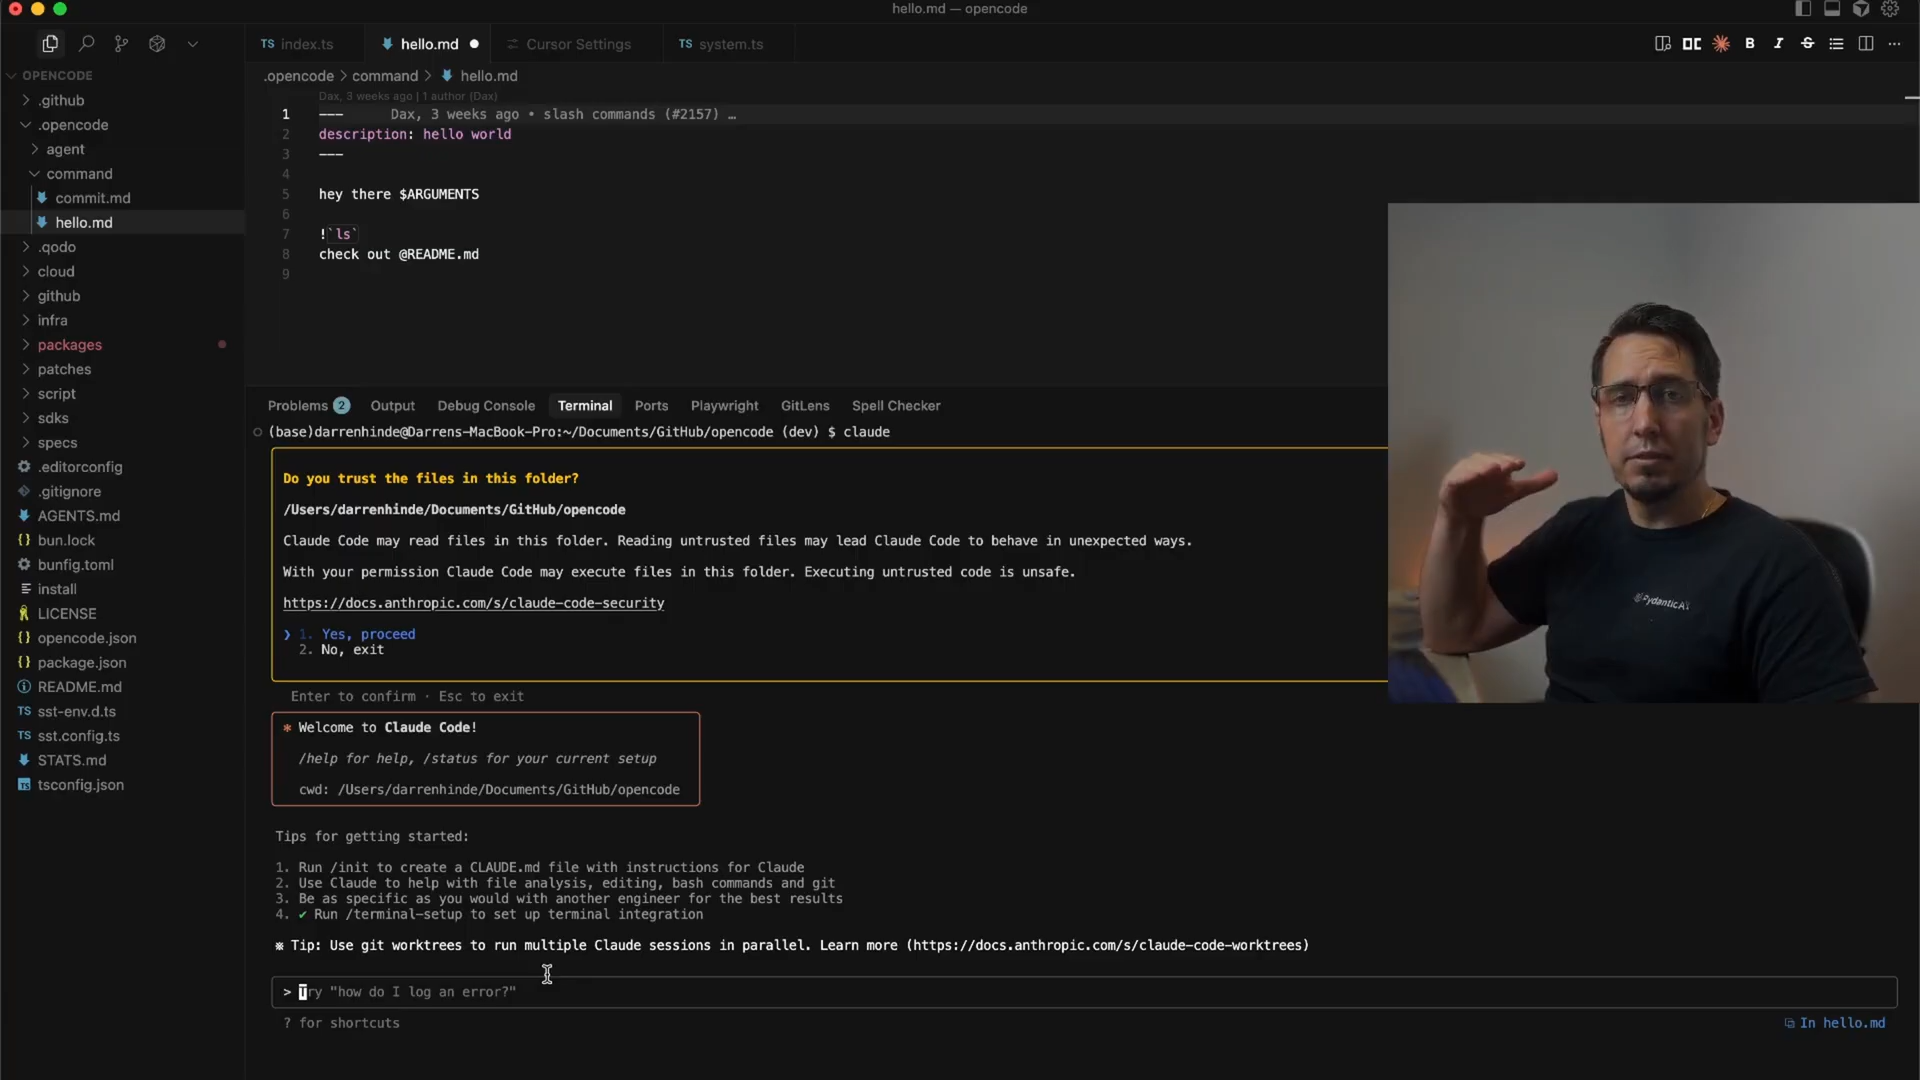 hello.md — opencode
TS index.ts
hello.md
Cursor Settings
TS system.ts
OPENCODE
.github
.opencode
agent
command
commit.md
hello.md
.qodo
cloud
github
infra
packages
patches
script
sdks
specs
.editorconfig
.gitignore
AGENTS.md
{} bun.lock
bunfig.toml
install
LICENSE
{} opencode.json
{} package.json
README.md
TS sst-env.d.ts
TS sst.config.ts
STATS.md
tsconfig.json
.opencode > command > hello.md
Dax, 3 weeks ago | 1 author (Dax)
1 --- Dax, 3 weeks ago • slash commands (#2157) …
2 description: hello world
3 ---
4
5 hey there $ARGUMENTS
6
7 !`ls`
8 check out @README.md
9
Problems 2 Output Debug Console Terminal Ports Playwright GitLens Spell Checker
(base)darrenhinde@Darrens-MacBook-Pro:~/Documents/GitHub/opencode (dev) $ claude
Do you trust the files in this folder?
/Users/darrenhinde/Documents/GitHub/opencode
Claude Code may read files in this folder. Reading untrusted files may lead Claude Code to behave in unexpected ways.
With your permission Claude Code may execute files in this folder. Executing untrusted code is unsafe.
https://docs.anthropic.com/s/claude-code-security
❯ 1. Yes, proceed
2. No, exit
Enter to confirm · Esc to exit
* Welcome to Claude Code!
/help for help, /status for your current setup
cwd: /Users/darrenhinde/Documents/GitHub/opencode
Tips for getting started:
1. Run /init to create a CLAUDE.md file with instructions for Claude
2. Use Claude to help with file analysis, editing, bash commands and git
3. Be as specific as you would with another engineer for the best results
4. ✔ Run /terminal-setup to set up terminal integration
※ Tip: Use git worktrees to run multiple Claude sessions in parallel. Learn more (https://docs.anthropic.com/s/claude-code-worktrees)
> Try "how do I log an error?"
? for shortcuts
In hello.md
PydanticAI